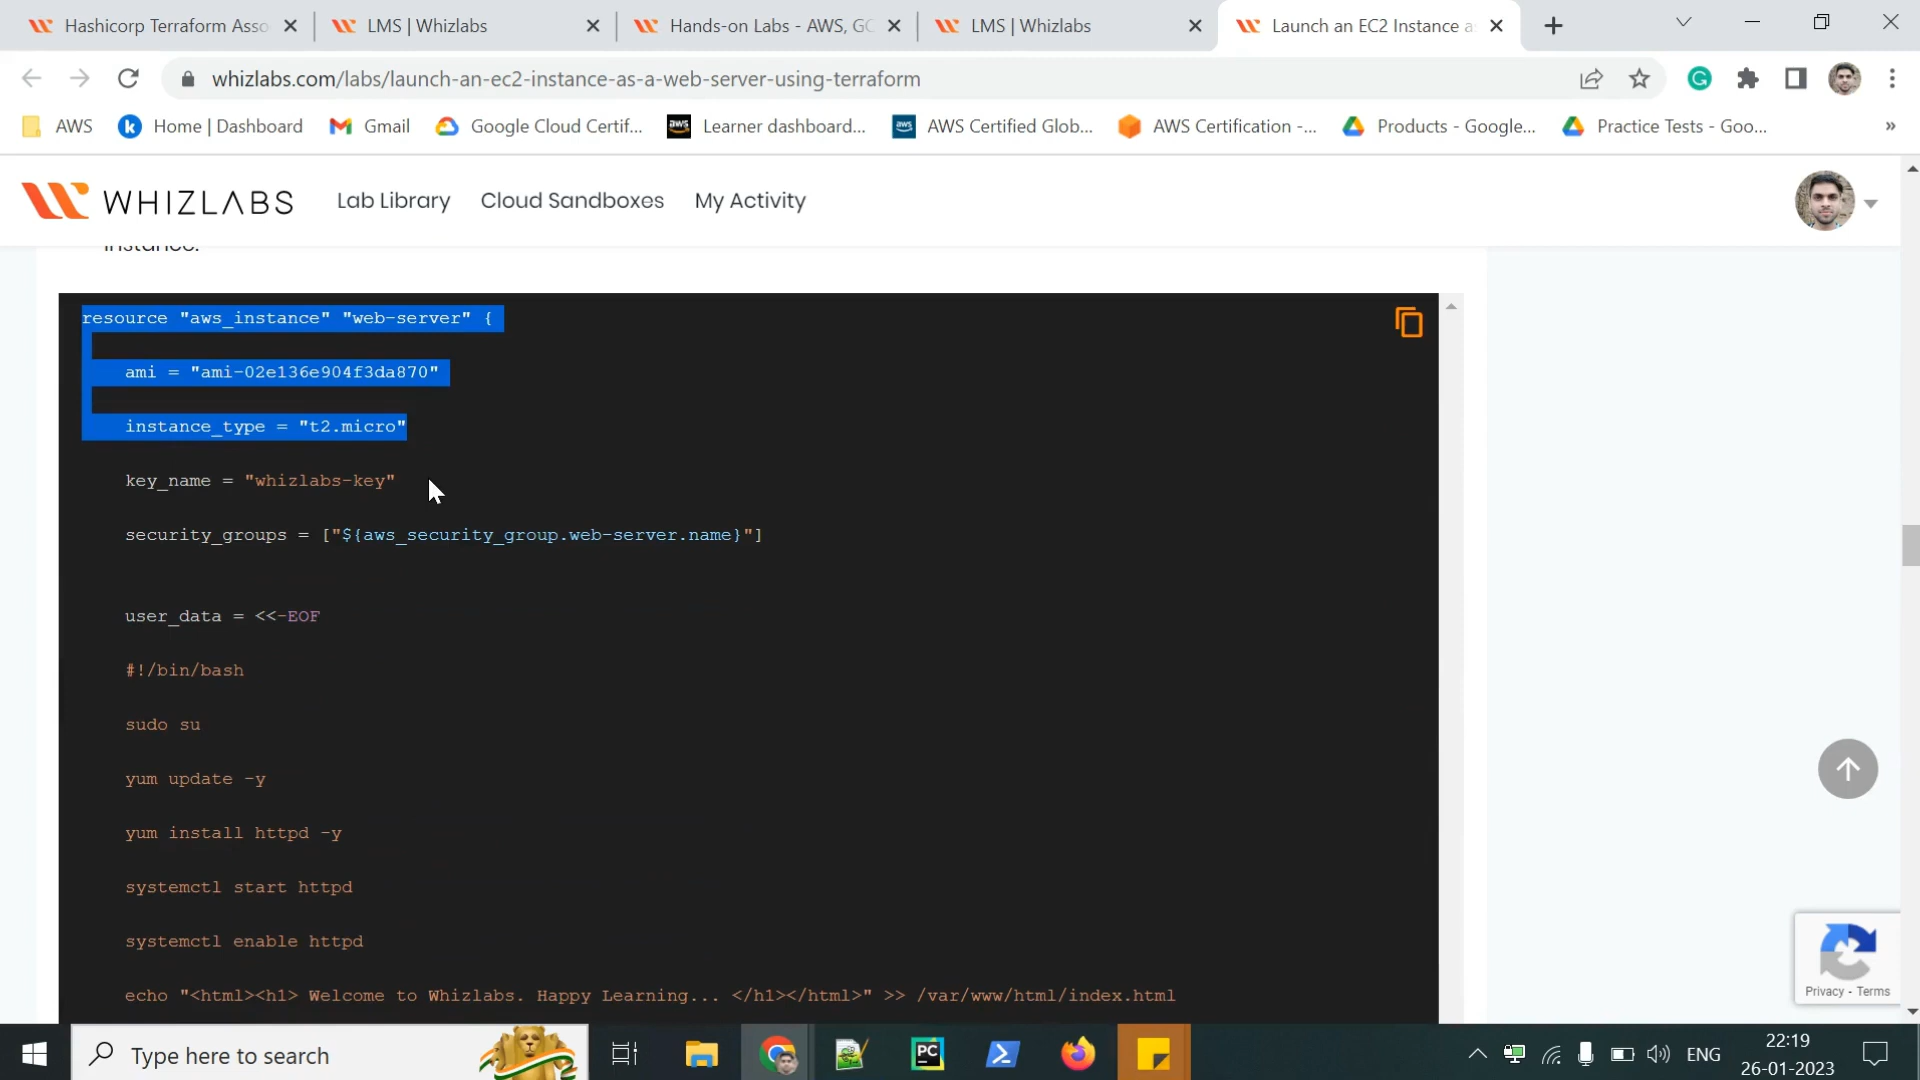 Hashicorp Terraform Asso
LMS | Whizlabs
Hands-on Labs - AWS, GC
LMS | Whizlabs
Launch an EC2 Instance as
whizlabs.com/labs/launch-an-ec2-instance-as-a-web-server-using-terraform
AWS
Home | Dashboard
Gmail
Google Cloud Certif...
aws
Learner dashboard...
aws
AWS Certified Glob...
AWS Certification -...
Products - Google...
Practice Tests - Goo...
»
WHIZLABS
Lab Library
Cloud Sandboxes
My Activity
instance.
resource "aws_instance" "web-server" {
ami = "ami-02e136e904f3da870"
instance_type = "t2.micro"
key_name = "whizlabs-key"
security_groups = ["${aws_security_group.web-server.name}"]
user_data = <<-EOF
#!/bin/bash
sudo su
yum update -y
yum install httpd -y
systemctl start httpd
systemctl enable httpd
echo "<html><h1> Welcome to Whizlabs. Happy Learning... </h1></html>" >> /var/www/html/index.html
Privacy - Terms
Type here to search
PC
ENG
22:19
26-01-2023